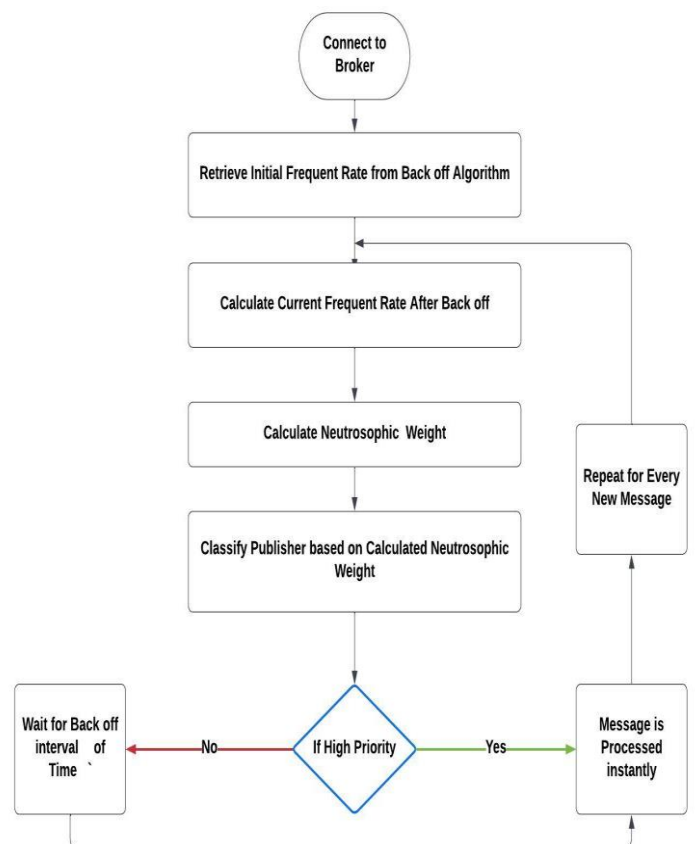 Connect to
Broker
Retrieve Initial Frequent Rate from Back off Algorithm
Calculate Current Frequent Rate After Back off
Calculate Neutrosophic Weight
Repeat for Every
New Message
Classify Publisher based on Calculated Neutrosophic
Weight
Wait for Back off
interval of
Time `
No
If High Priority
Yes
Message is
Processed
instantly